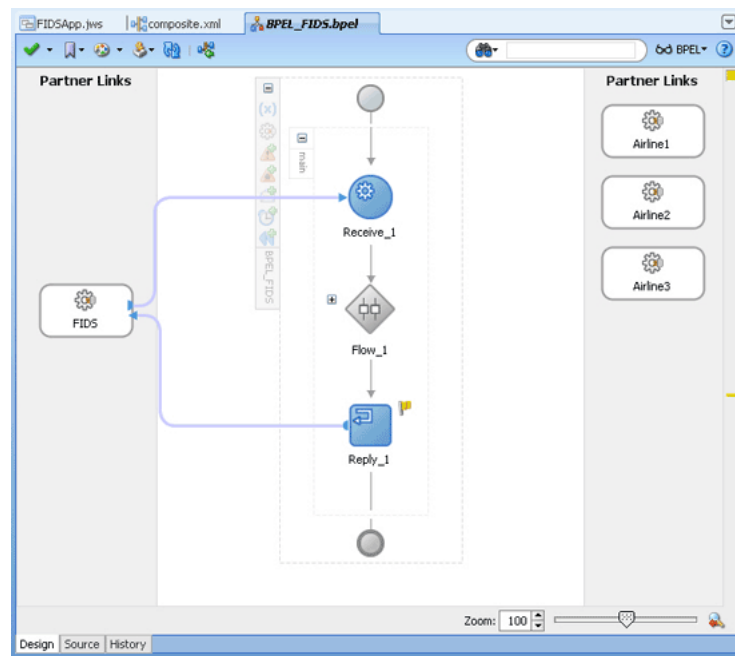 FIDSApp.jws composite.xml BPEL_FIDS.bpel
BPEL
Partner Links
Partner Links
(x)
main
BPEL_FIDS
Receive_1
Flow_1
Reply_1
FIDS
Airline1
Airline2
Airline3
Zoom: 100
Design Source History